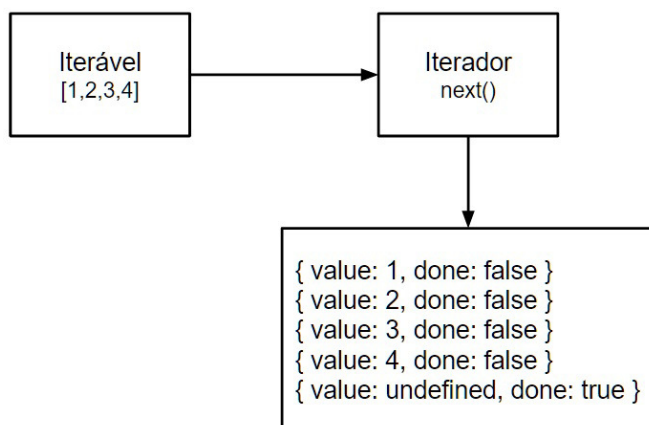 Iterável
[1,2,3,4]
Iterador
next()
{ value: 1, done: false }
{ value: 2, done: false }
{ value: 3, done: false }
{ value: 4, done: false }
{ value: undefined, done: true }